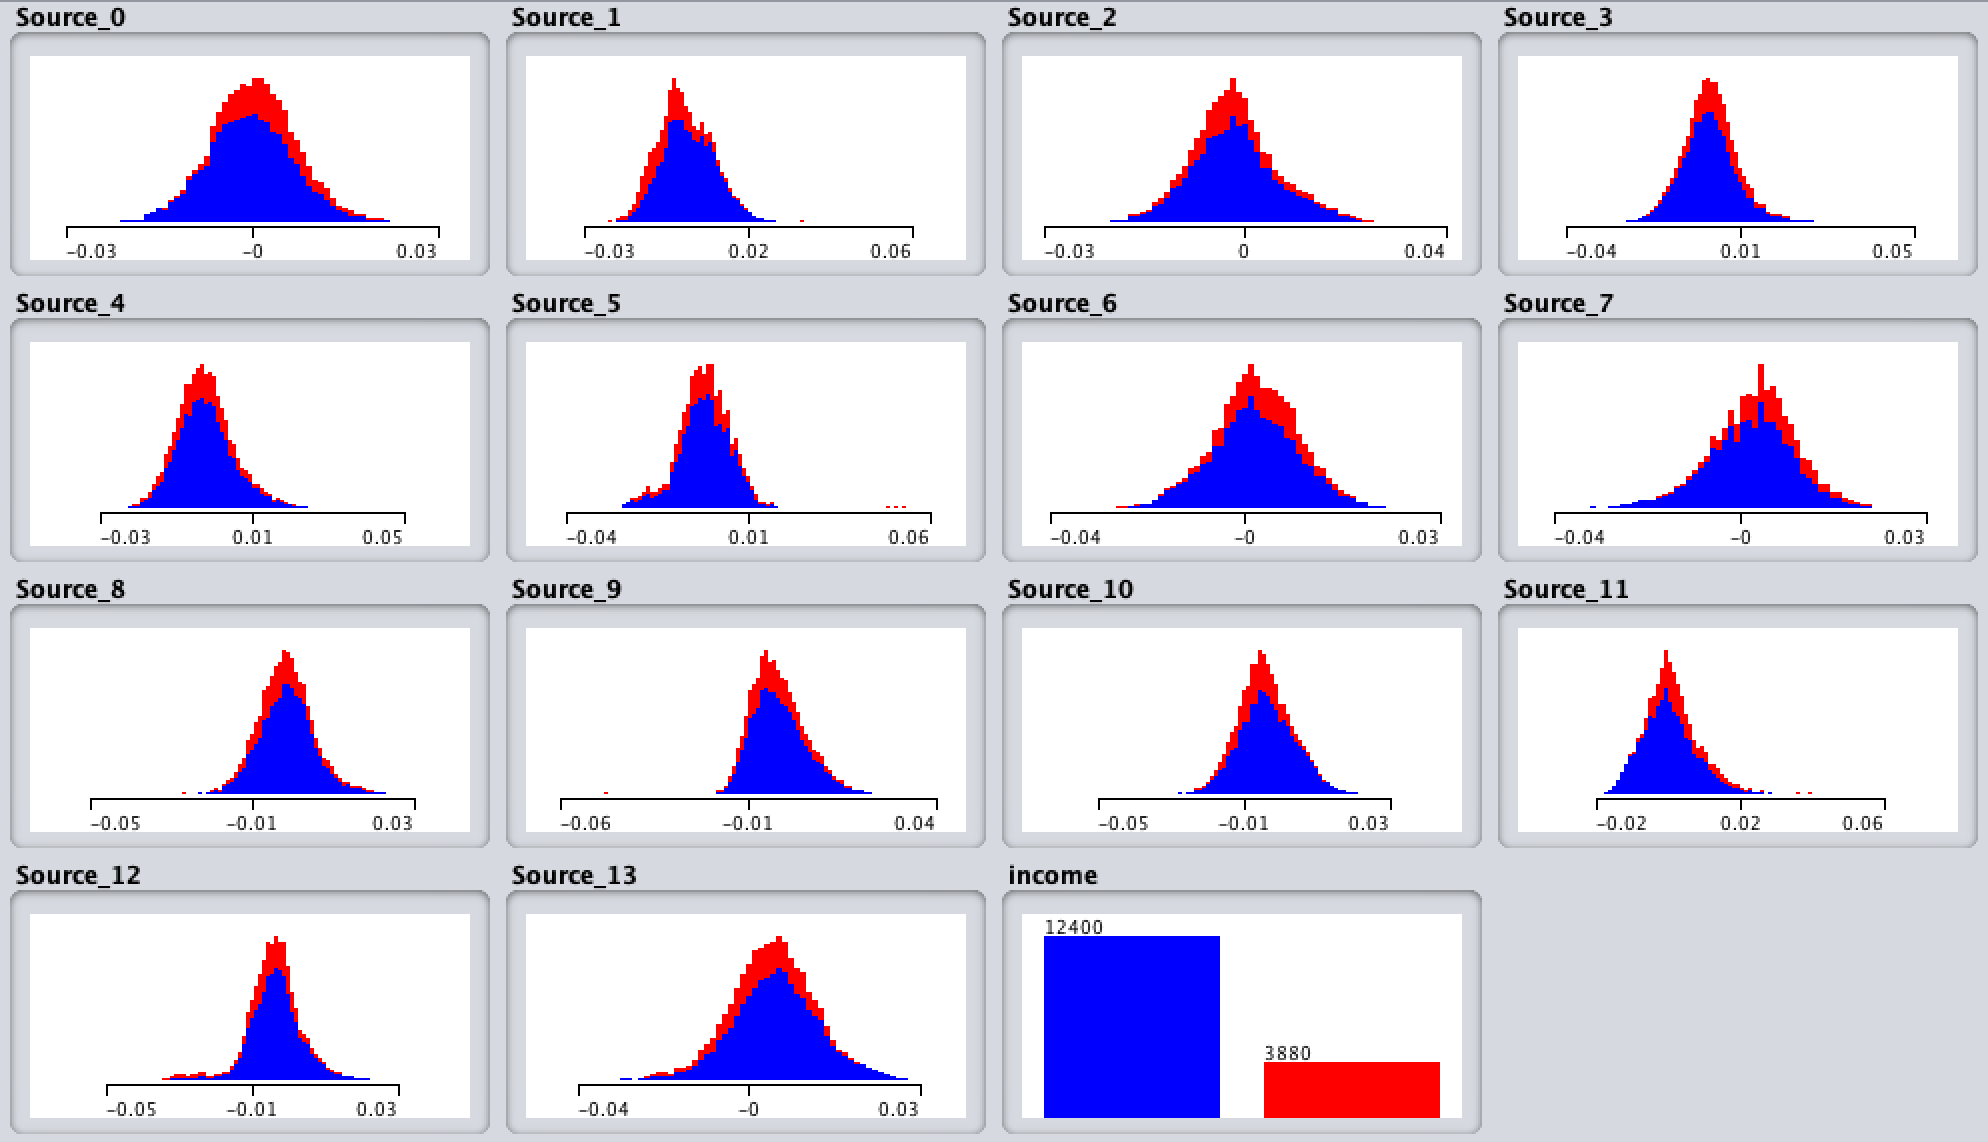 Source_0 Source_1 Source_2 Source_3
-0.03 -0 0.03 -0.03 0.02 0.06 -0.03 0 0.04 -0.04 0.01 0.05
Source_4 Source_5 Source_6 Source_7
-0.03 0.01 0.05 -0.04 0.01 0.06 -0.04 -0 0.03 -0.04 -0 0.03
Source_8 Source_9 Source_10 Source_11
-0.05 -0.01 0.03 -0.06 -0.01 0.04 -0.05 -0.01 0.03 -0.02 0.02 0.06
Source_12 Source_13 income
12400
3880
-0.05 -0.01 0.03 -0.04 -0 0.03